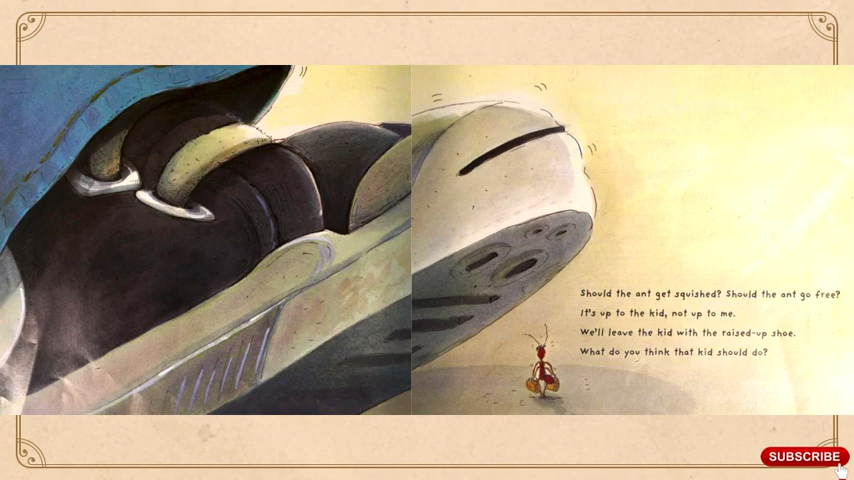 Should the ant get squished? Should the ant go free?
It's up to the kid, not up to me.
We'll leave the kid with the raised-up shoe.
What do you think that kid should do?
SUBSCRIBE